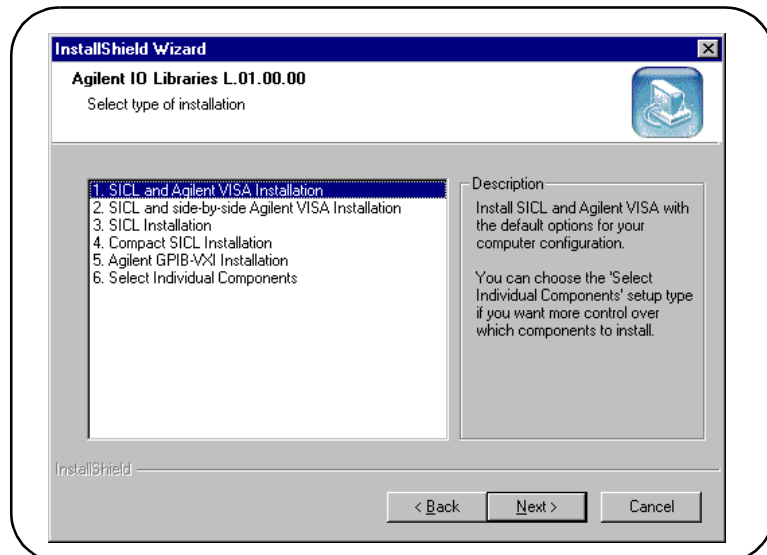 InstallShield Wizard
Agilent IO Libraries L.01.00.00
Select type of installation
1. SICL and Agilent VISA Installation
2. SICL and side-by-side Agilent VISA Installation
3. SICL Installation
4. Compact SICL Installation
5. Agilent GPIB-VXI Installation
6. Select Individual Components
Description
Install SICL and Agilent VISA with
the default options for your
computer configuration.
You can choose the 'Select
Individual Components' setup type
if you want more control over
which components to install.
InstallShield
< Back
Next >
Cancel